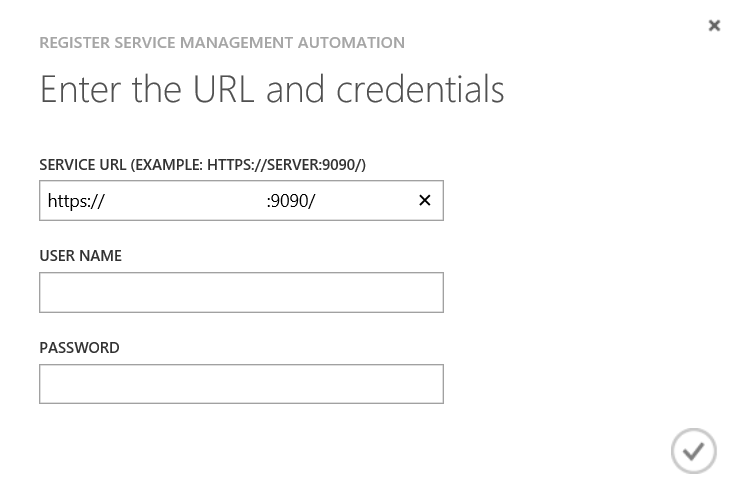 REGISTER SERVICE MANAGEMENT AUTOMATION
Enter the URL and credentials
SERVICE URL (EXAMPLE: HTTPS://SERVER:9090/)
https:// :9090/
USER NAME
PASSWORD